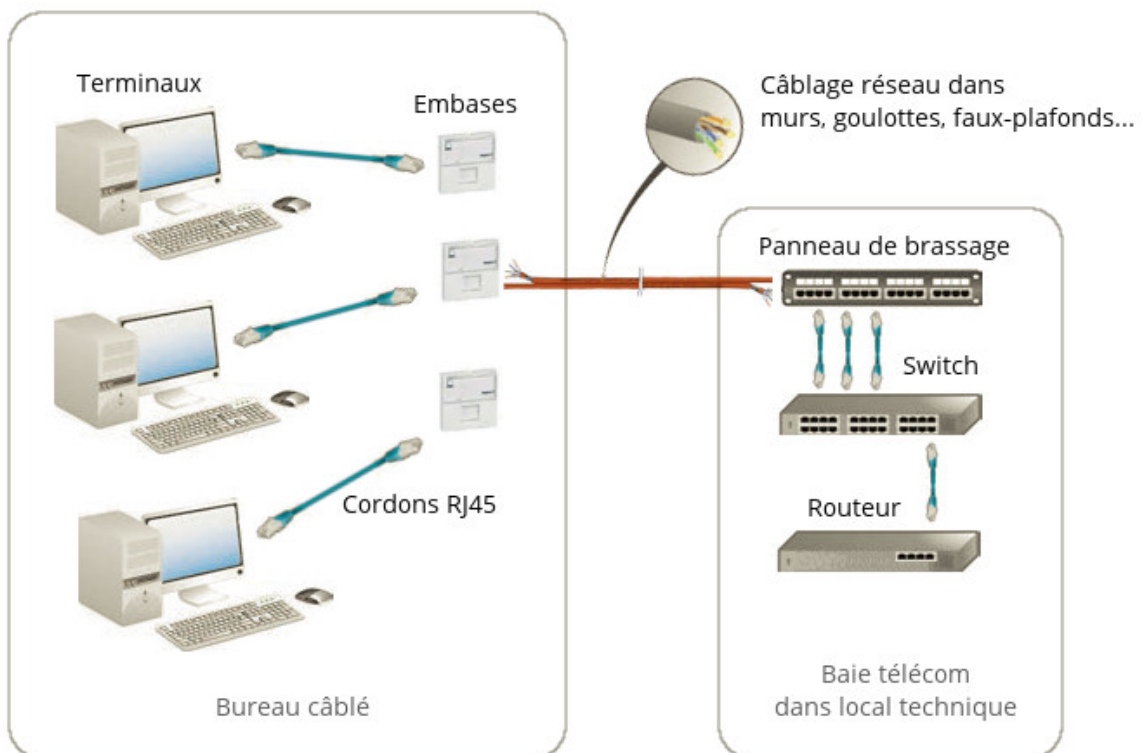 Terminaux
Embases
Câblage réseau dans
murs, goulottes, faux-plafonds...
Panneau de brassage
Switch
Cordons RJ45
Routeur
Bureau câblé
Baie télécom
dans local technique